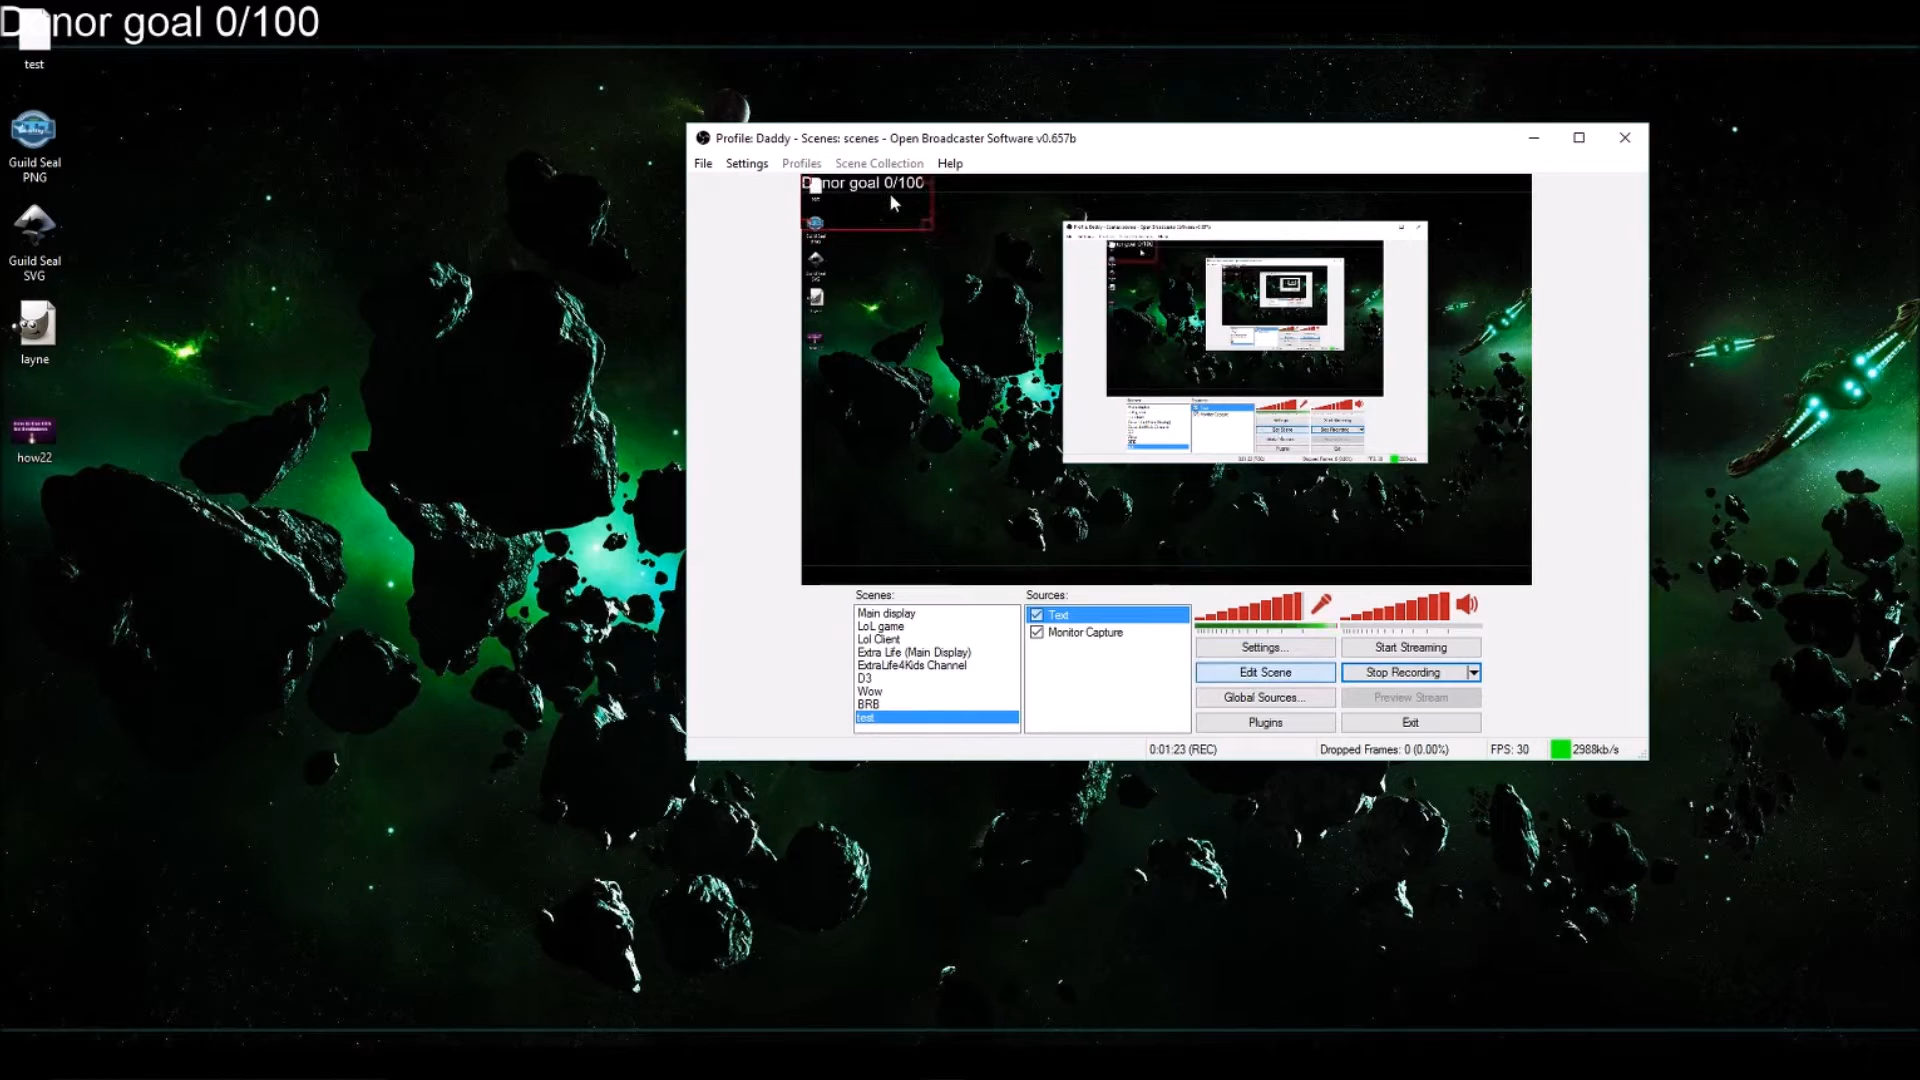 Donor goal 0/100
test
Guild Seal
PNG
Guild Seal
SVG
layne
how22
Profile: Daddy - Scenes: scenes - Open Broadcaster Software v0.657b
File Settings Profiles Scene Collection Help
Donor goal 0/100
Scenes:
Main display
LoL game
Lol Client
Extra Life (Main Display)
ExtraLife4Kids Channel
D3
Wow
BRB
test
Sources:
Text
Monitor Capture
Settings... Start Streaming
Edit Scene Stop Recording
Global Sources... Preview Stream
Plugins Exit
0:01:23 (REC) Dropped Frames: 0 (0.00%) FPS: 30 2988kb/s